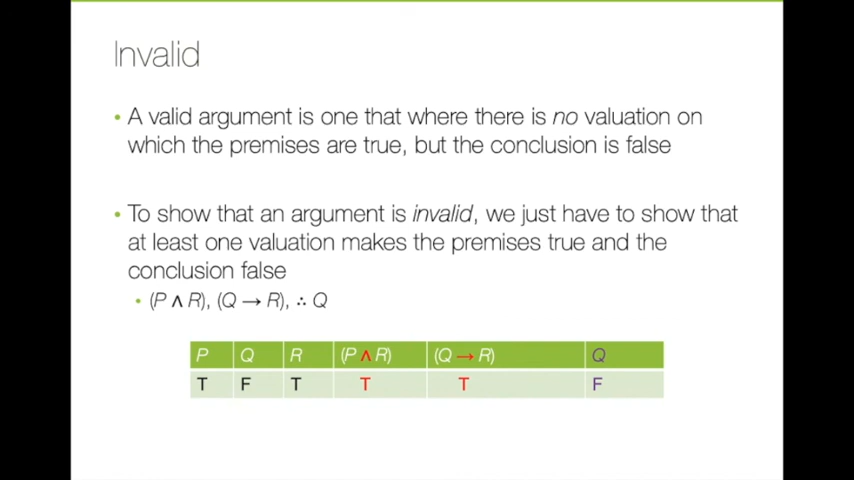 Invalid
• A valid argument is one that where there is no valuation on
which the premises are true, but the conclusion is false
• To show that an argument is invalid, we just have to show that
at least one valuation makes the premises true and the
conclusion false
• (P ∧ R), (Q → R), ∴ Q
P Q R (P ∧ R) (Q → R) Q
T F T T T F